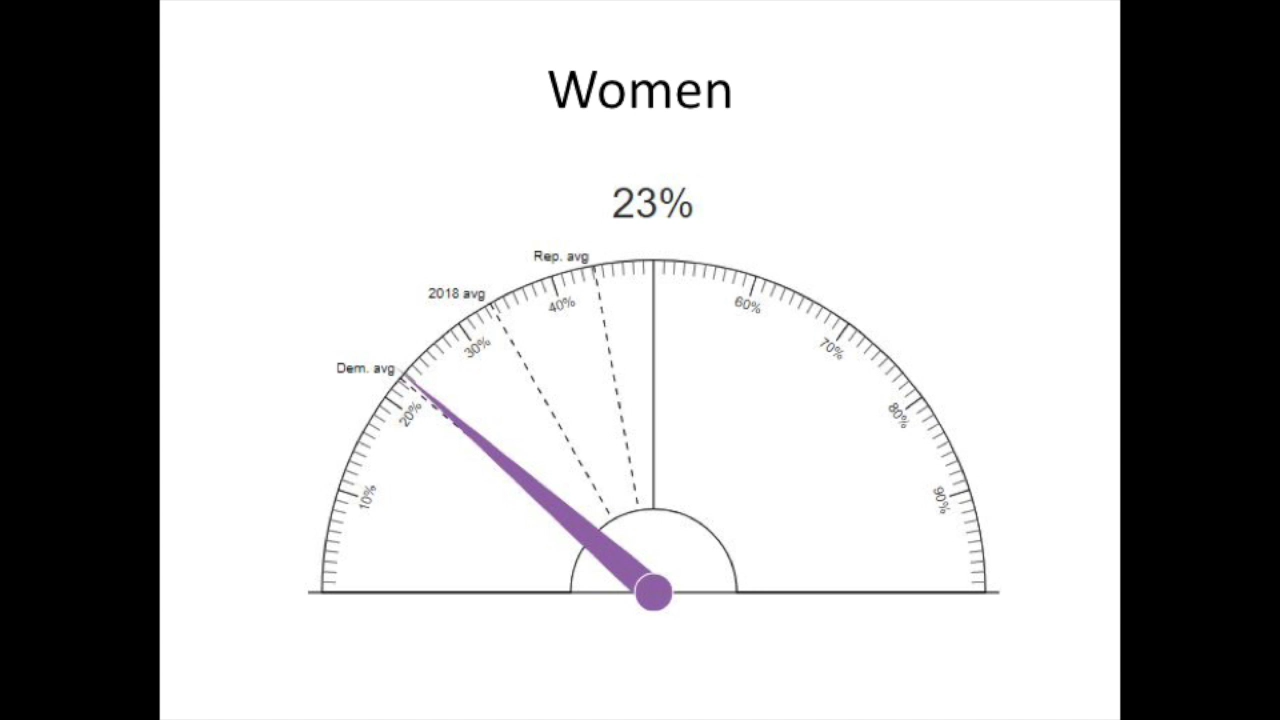 Women
23%
Rep. avg
2018 avg
Dem. avg
10%
20%
30%
40%
60%
70%
80%
90%